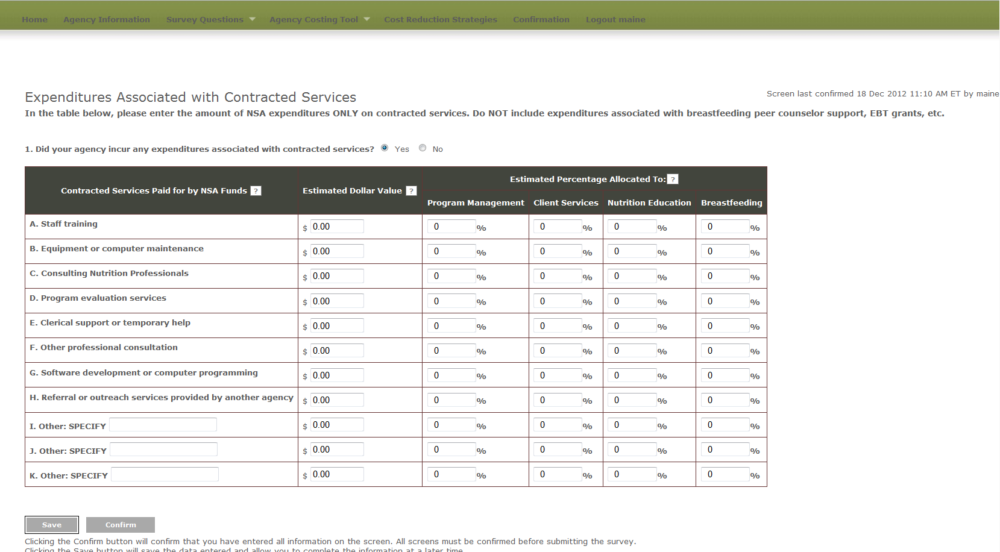 Home Agency Information Survey Questions Agency Costing Tool Cost Reduction Strategies Confirmation Logout maine
Expenditures Associated with Contracted Services
Screen last confirmed 18 Dec 2012 11:10 AM ET by maine
In the table below, please enter the amount of NSA expenditures ONLY on contracted services. Do NOT include expenditures associated with breastfeeding peer counselor support, EBT grants, etc.
1. Did your agency incur any expenditures associated with contracted services? Yes No
Contracted Services Paid for by NSA Funds ? Estimated Dollar Value ? Estimated Percentage Allocated To: ?
Program Management Client Services Nutrition Education Breastfeeding
A. Staff training $ 0.00 0 % 0 % 0 % 0 %
B. Equipment or computer maintenance $ 0.00 0 % 0 % 0 % 0 %
C. Consulting Nutrition Professionals $ 0.00 0 % 0 % 0 % 0 %
D. Program evaluation services $ 0.00 0 % 0 % 0 % 0 %
E. Clerical support or temporary help $ 0.00 0 % 0 % 0 % 0 %
F. Other professional consultation $ 0.00 0 % 0 % 0 % 0 %
G. Software development or computer programming $ 0.00 0 % 0 % 0 % 0 %
H. Referral or outreach services provided by another agency $ 0.00 0 % 0 % 0 % 0 %
I. Other: SPECIFY $ 0.00 0 % 0 % 0 % 0 %
J. Other: SPECIFY $ 0.00 0 % 0 % 0 % 0 %
K. Other: SPECIFY $ 0.00 0 % 0 % 0 % 0 %
Save Confirm
Clicking the Confirm button will confirm that you have entered all information on the screen. All screens must be confirmed before submitting the survey.
Clicking the Save button will save the data entered and allow you to complete the information at a later time.